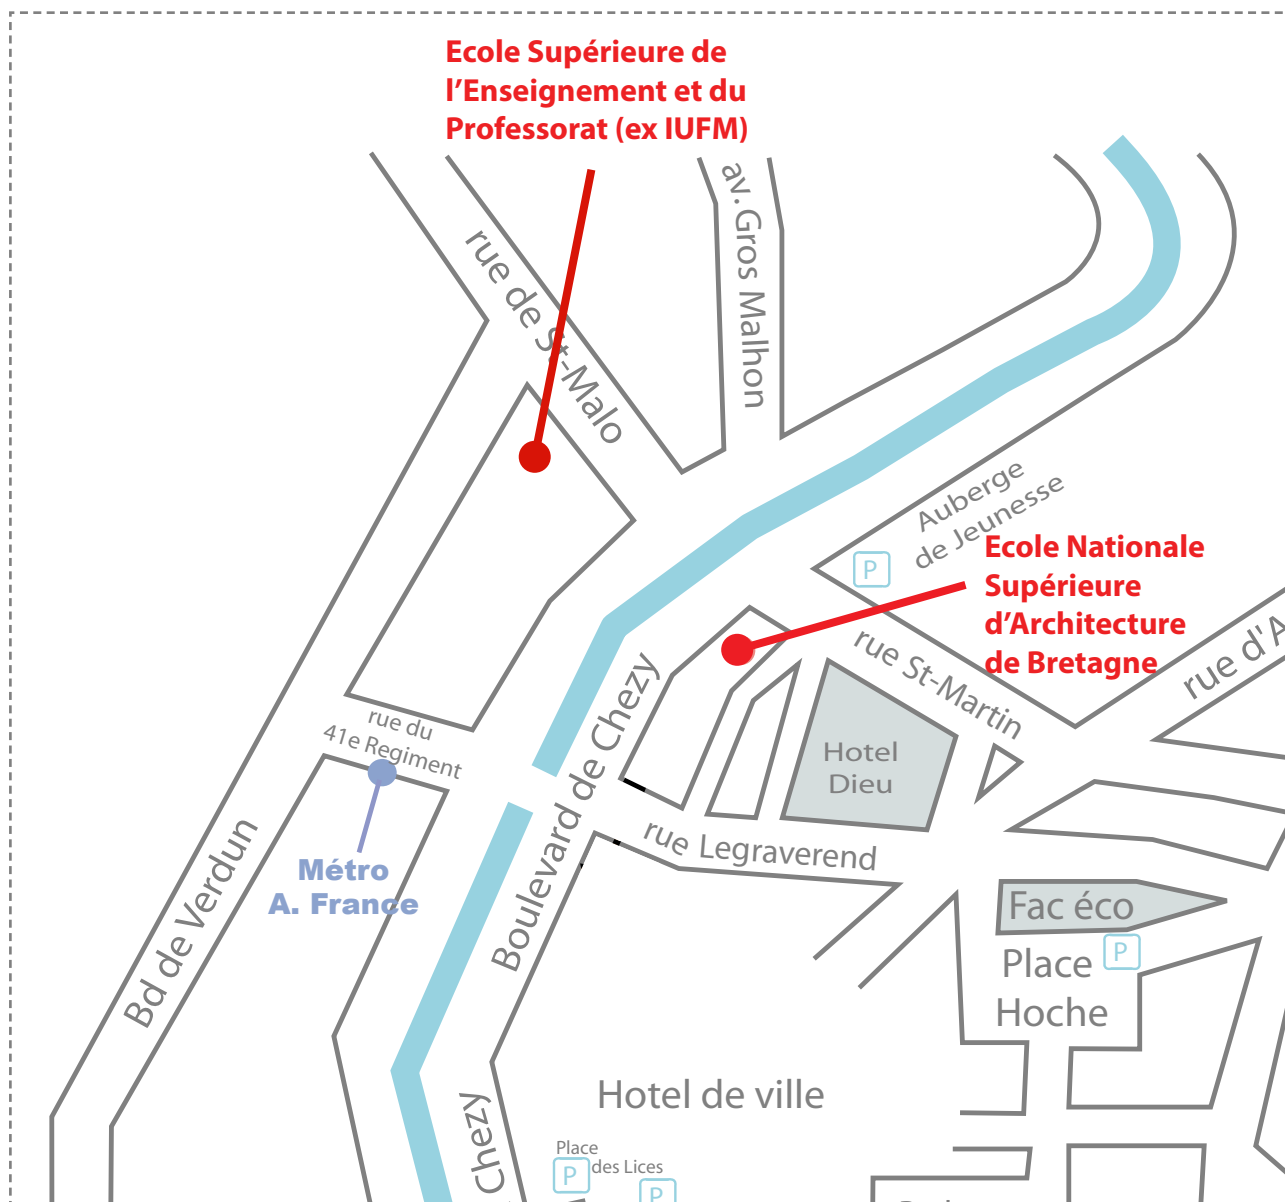 Ecole Supérieure de
l'Enseignement et du
Professorat (ex IUFM)
rue de St-Malo
av. Gros Malhon
Auberge
de Jeunesse
P
Ecole Nationale
Supérieure
d'Architecture
de Bretagne
rue St-Martin
rue d'A
rue du
41e Regiment
Boulevard de Chezy
Hotel
Dieu
rue Legraverend
Métro
A. France
Bd de Verdun
Fac éco
Place
P
Hoche
Hotel de ville
Chezy
Place
des Lices
P
P